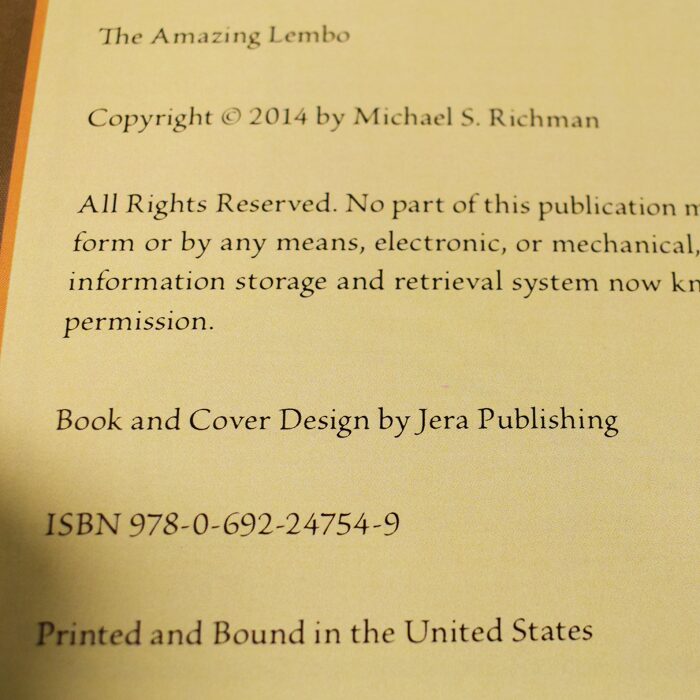 The Amazing Lembo
Copyright © 2014 by Michael S. Richman
All Rights Reserved. No part of this publication
form or by any means, electronic, or mechanical,
information storage and retrieval system now
permission.
Book and Cover Design by Jera Publishing
ISBN 978-0-692-24754-9
Printed and Bound in the United States